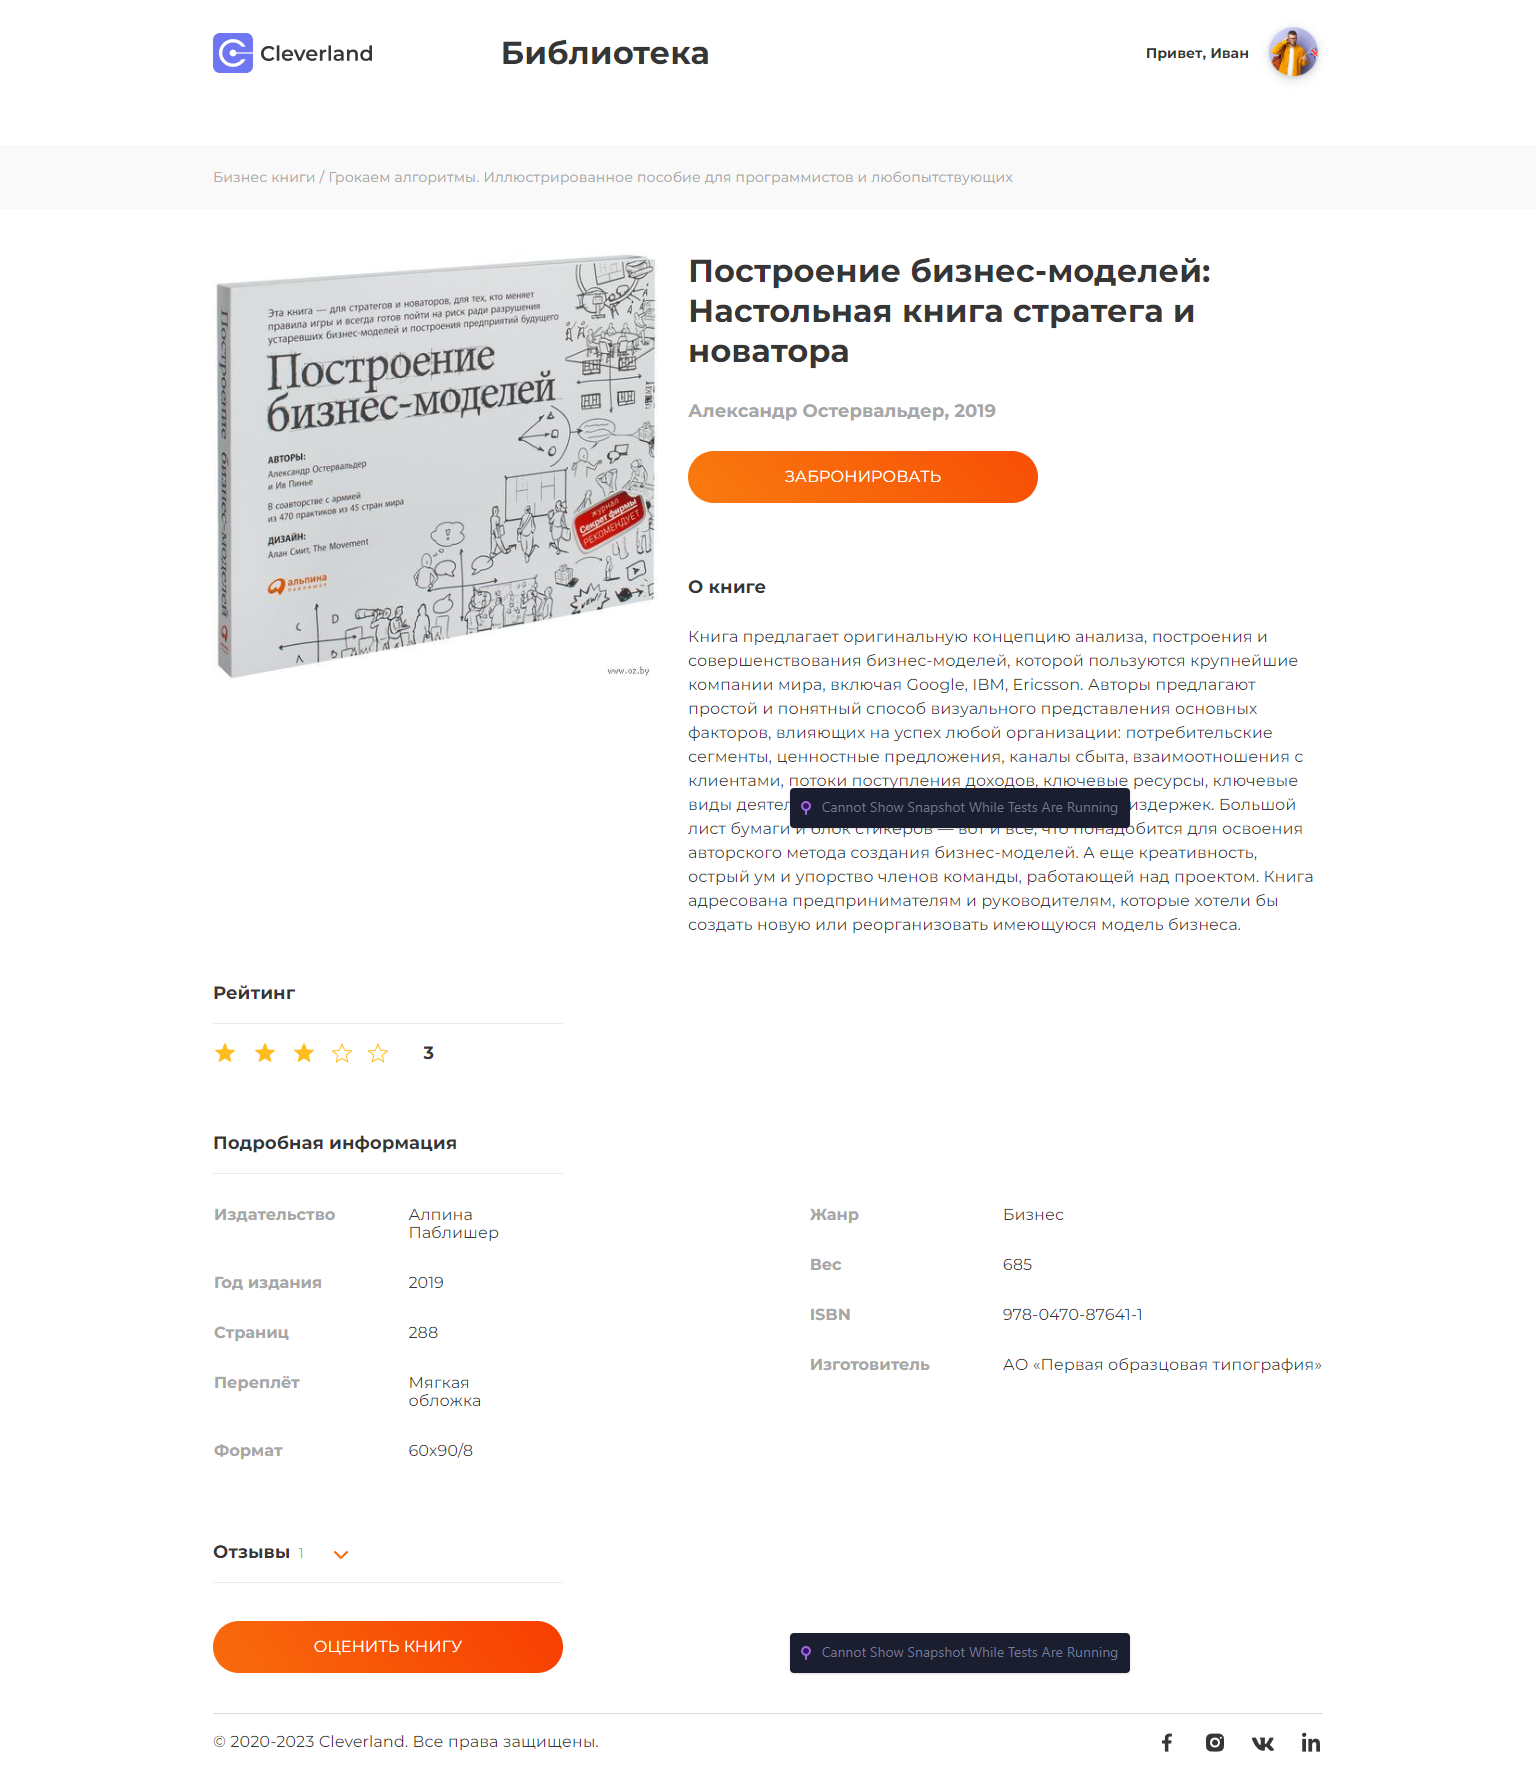 Cleverland
Библиотека
Привет, Иван
Бизнес книги / Грокаем алгоритмы. Иллюстрированное пособие для программистов и любопытствующих
Эта книга — для стратегов и новаторов, для тех, кто меняет
правила игры и всегда готов пойти на риск ради разрушения
устаревших бизнес-моделей и построения предприятий будущего
Построение
бизнес-моделей
АВТОРЫ:
Александр Остервальдер
и Ив Пинье
В соавторстве с армией
из 470 практиков из 45 стран мира
ДИЗАЙН:
Алан Смит, The Movement
альпина
ПАБЛИШЕР
журнал
Секрет фирмы
РЕКОМЕНДУЕТ
Построение бизнес-моделей
www.oz.by
Построение бизнес-моделей:
Настольная книга стратега и
новатора
Александр Остервальдер, 2019
ЗАБРОНИРОВАТЬ
О книге
Книга предлагает оригинальную концепцию анализа, построения и
совершенствования бизнес-моделей, которой пользуются крупнейшие
компании мира, включая Google, IBM, Ericsson. Авторы предлагают
простой и понятный способ визуального представления основных
факторов, влияющих на успех любой организации: потребительские
сегменты, ценностные предложения, каналы сбыта, взаимоотношения с
клиентами, потоки поступления доходов, ключевые ресурсы, ключевые
виды деятел издержек. Большой
Cannot Show Snapshot While Tests Are Running
лист бумаги и блок стикеров — вот и все, что понадобится для освоения
авторского метода создания бизнес-моделей. А еще креативность,
острый ум и упорство членов команды, работающей над проектом. Книга
адресована предпринимателям и руководителям, которые хотели бы
создать новую или реорганизовать имеющуюся модель бизнеса.
Рейтинг
3
Подробная информация
Издательство Алпина
Паблишер
Год издания 2019
Страниц 288
Переплёт Мягкая
обложка
Формат 60x90/8
Жанр Бизнес
Вес 685
ISBN 978-0470-87641-1
Изготовитель АО «Первая образцовая типография»
Отзывы 1
ОЦЕНИТЬ КНИГУ
Cannot Show Snapshot While Tests Are Running
© 2020-2023 Cleverland. Все права защищены.